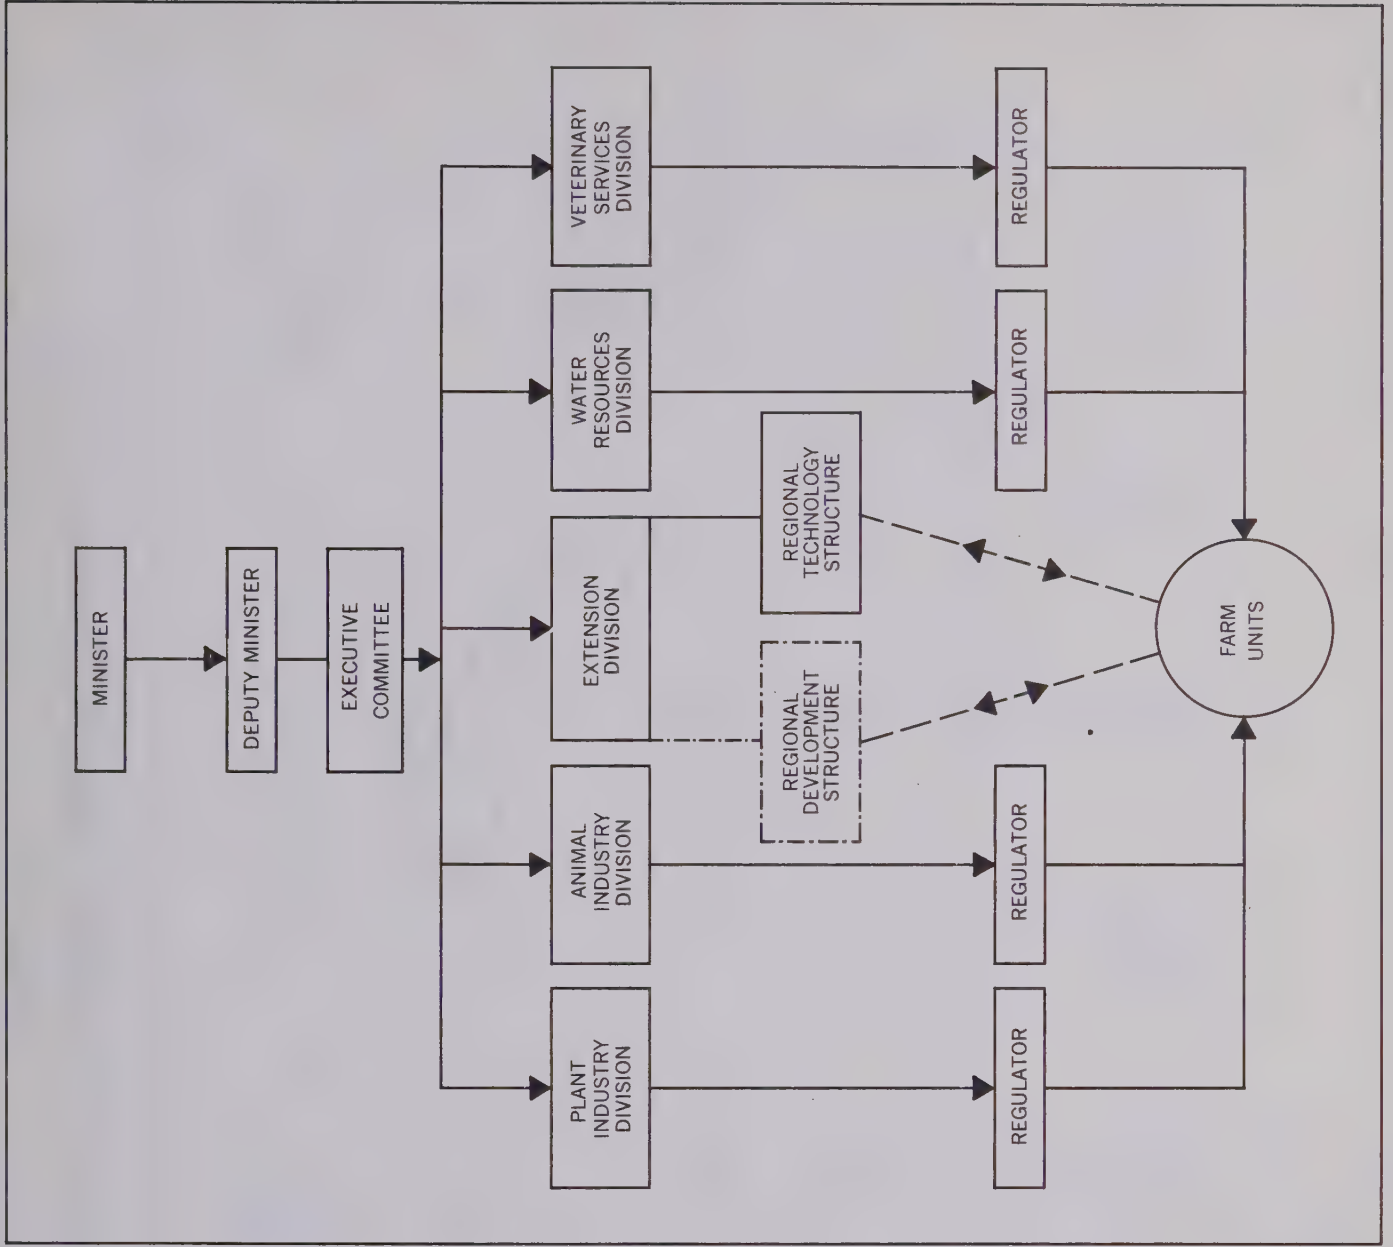 MINISTER
DEPUTY MINISTER
EXECUTIVE
COMMITTEE
PLANT
INDUSTRY
DIVISION
ANIMAL
INDUSTRY
DIVISION
EXTENSION
DIVISION
WATER
RESOURCES
DIVISION
VETERINARY
SERVICES
DIVISION
REGIONAL
DEVELOPMENT
STRUCTURE
REGIONAL
TECHNOLOGY
STRUCTURE
REGULATOR
REGULATOR
REGULATOR
REGULATOR
FARM
UNITS